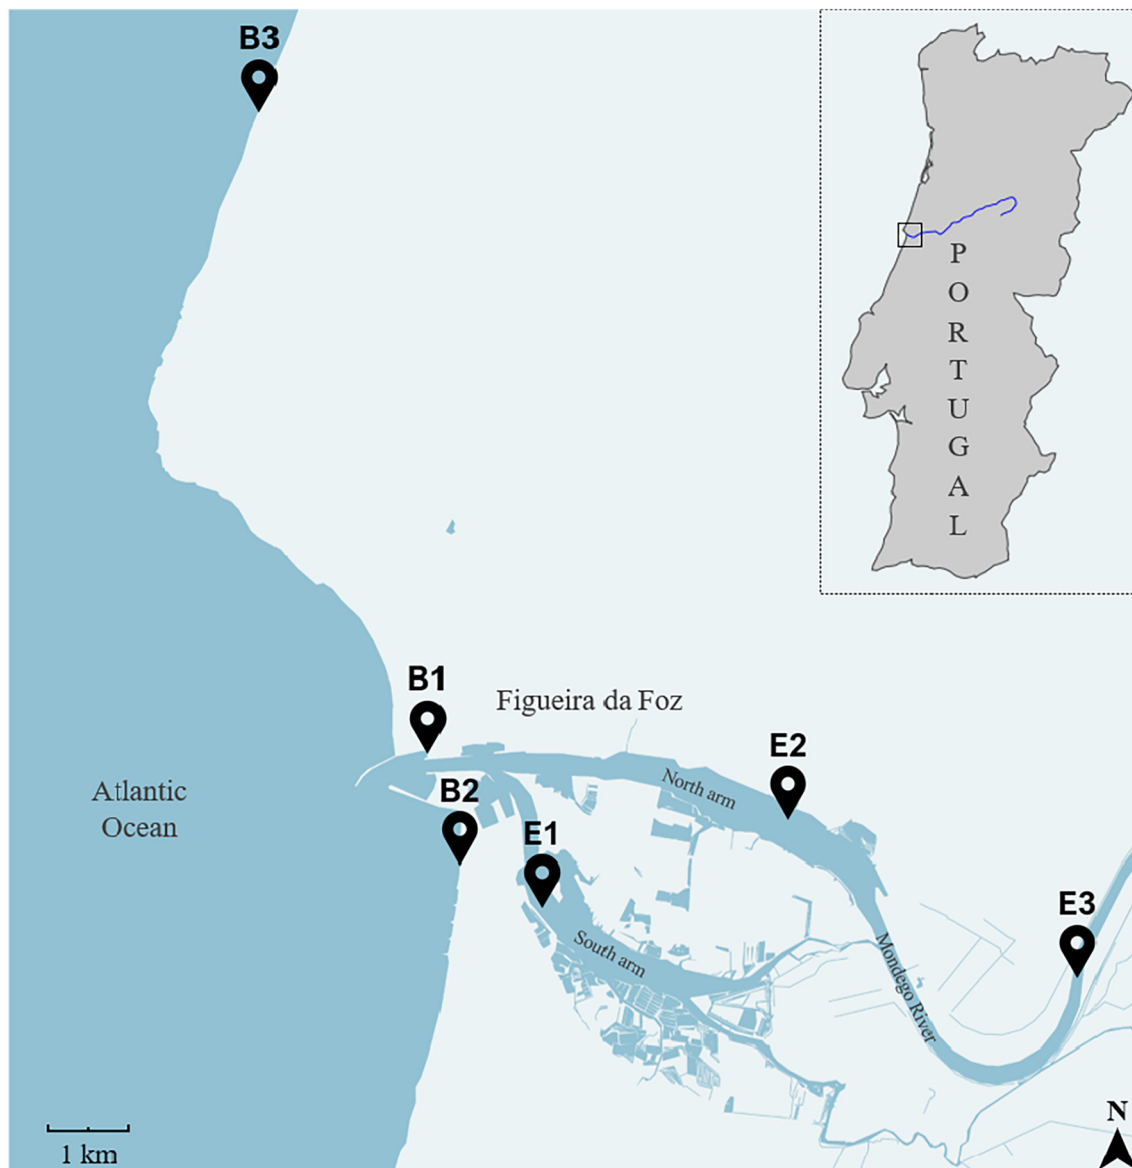 B3
P
O
R
T
U
G
A
L
B1
Figueira da Foz
E2
North arm
Atlantic
Ocean
B2
E1
E3
South arm
Mondego River
N
1 km